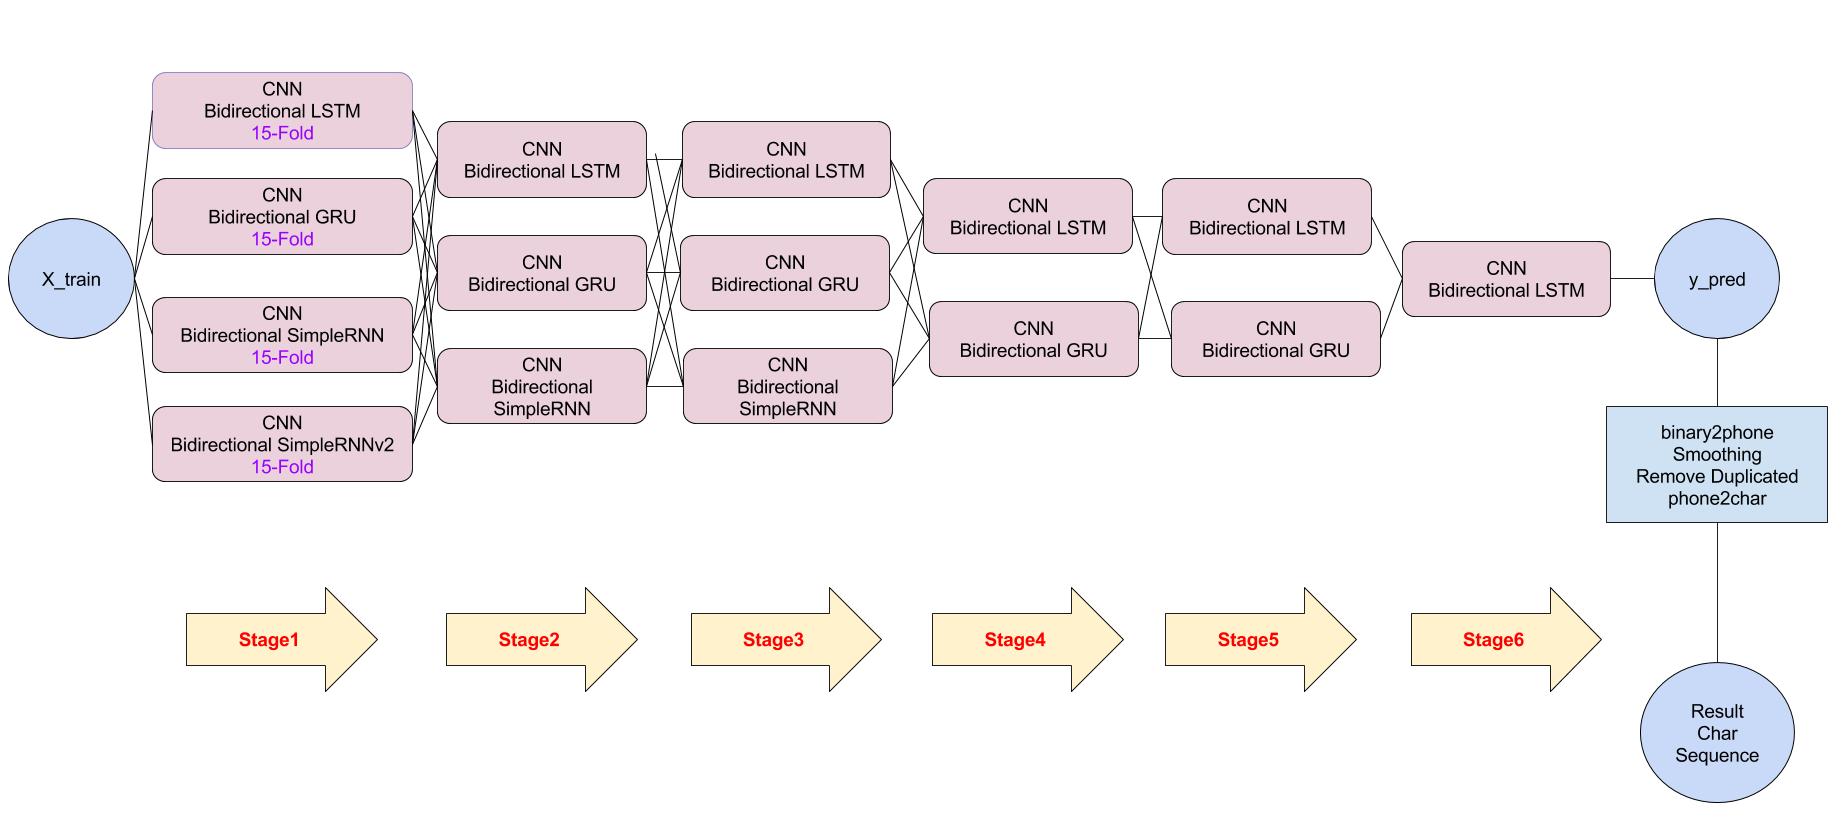 X_train
CNN
Bidirectional LSTM
15-Fold
CNN
Bidirectional GRU
15-Fold
CNN
Bidirectional SimpleRNN
15-Fold
CNN
Bidirectional SimpleRNNv2
15-Fold
CNN
Bidirectional LSTM
CNN
Bidirectional GRU
CNN
Bidirectional
SimpleRNN
CNN
Bidirectional LSTM
CNN
Bidirectional GRU
CNN
Bidirectional
SimpleRNN
CNN
Bidirectional LSTM
CNN
Bidirectional GRU
CNN
Bidirectional LSTM
CNN
Bidirectional GRU
CNN
Bidirectional LSTM
y_pred
binary2phone
Smoothing
Remove Duplicated
phone2char
Stage1
Stage2
Stage3
Stage4
Stage5
Stage6
Result
Char
Sequence